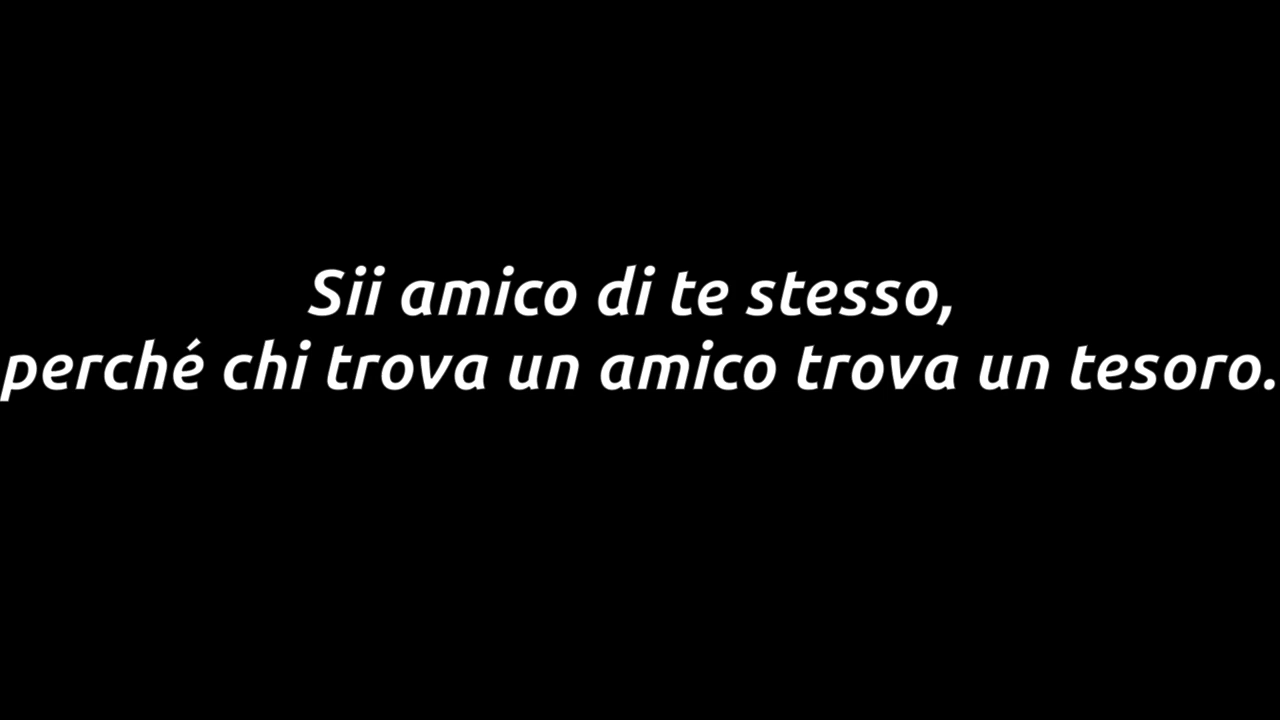 Sii amico di te stesso,
perché chi trova un amico trova un tesoro.